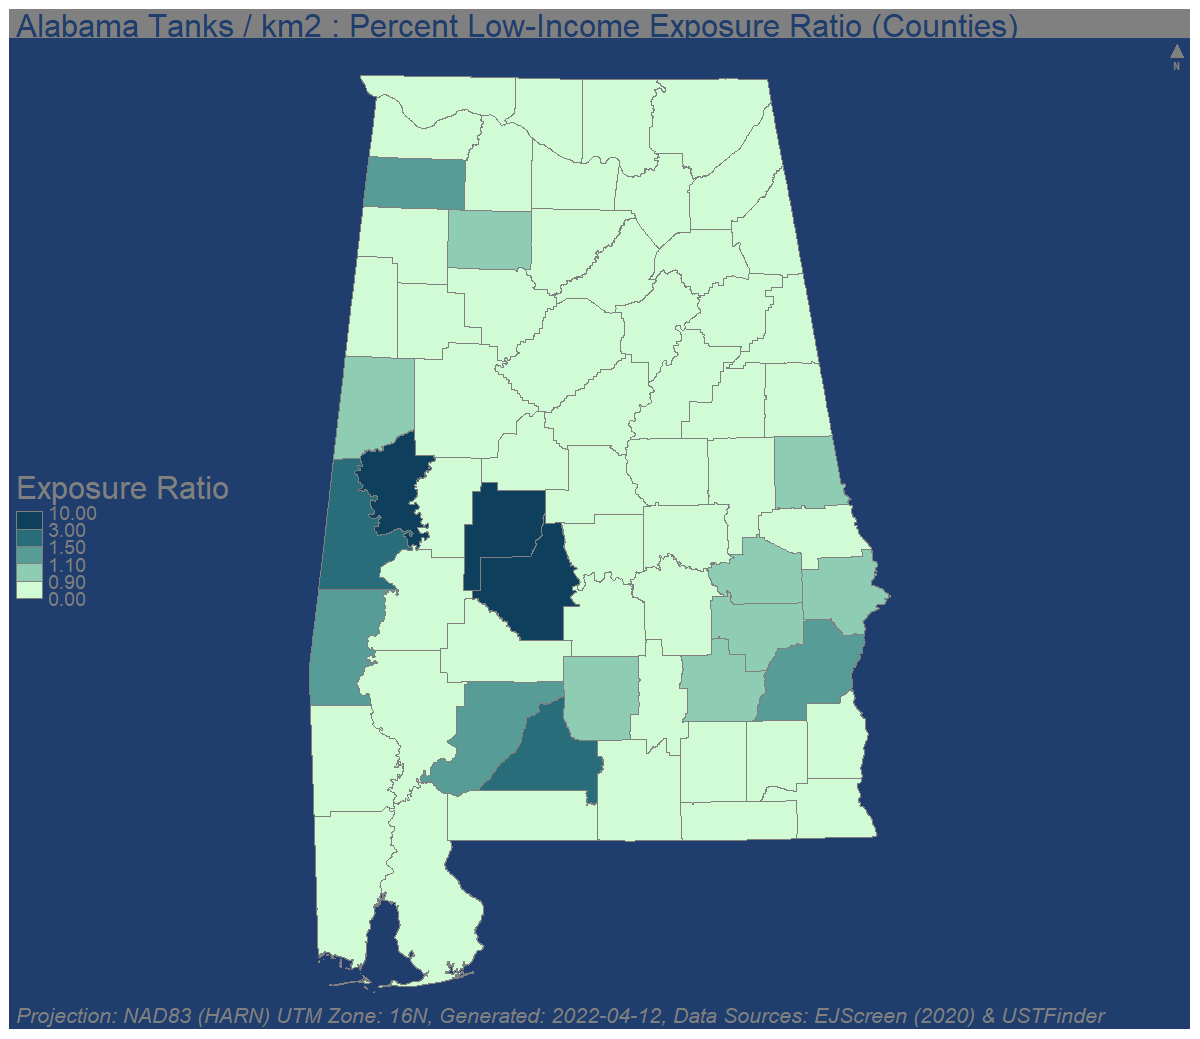 Alabama Tanks / km2 : Percent Low-Income Exposure Ratio (Counties)
N
Exposure Ratio
10.00
3.00
1.50
1.10
0.90
0.00
Projection: NAD83 (HARN) UTM Zone: 16N, Generated: 2022-04-12, Data Sources: EJScreen (2020) & USTFinder